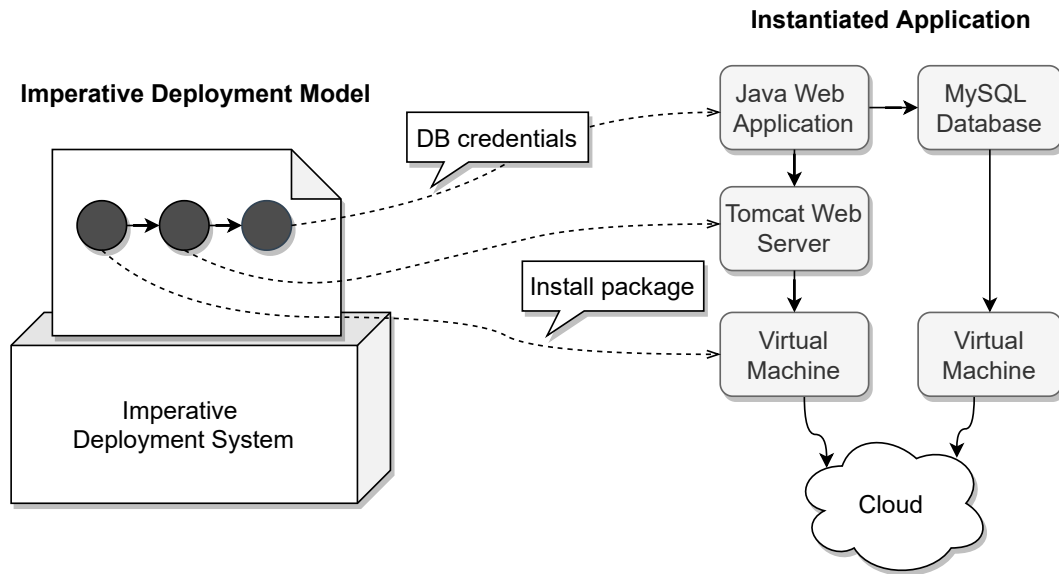 Instantiated Application
Imperative Deployment Model
DB credentials
Java Web
Application
MySQL
Database
Tomcat Web
Server
Install package
Virtual
Machine
Virtual
Machine
Imperative
Deployment System
Cloud